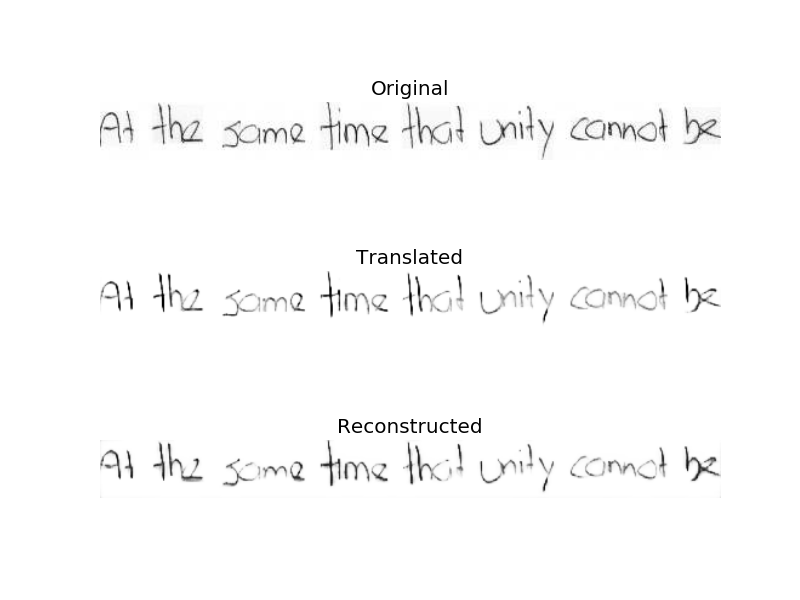 Original
At the same time that unity cannot be
Translated
At the same time that unity cannot be
Reconstructed
At the same time that unity cannot be